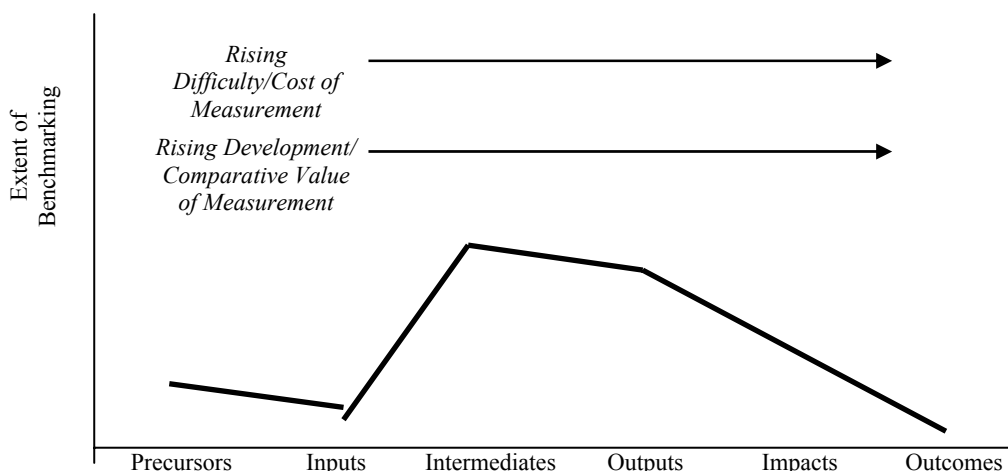 Rising
Difficulty/Cost of
Measurement
Rising Development/
Comparative Value
of Measurement
Extent of
Benchmarking
Precursors Inputs Intermediates Outputs Impacts Outcomes